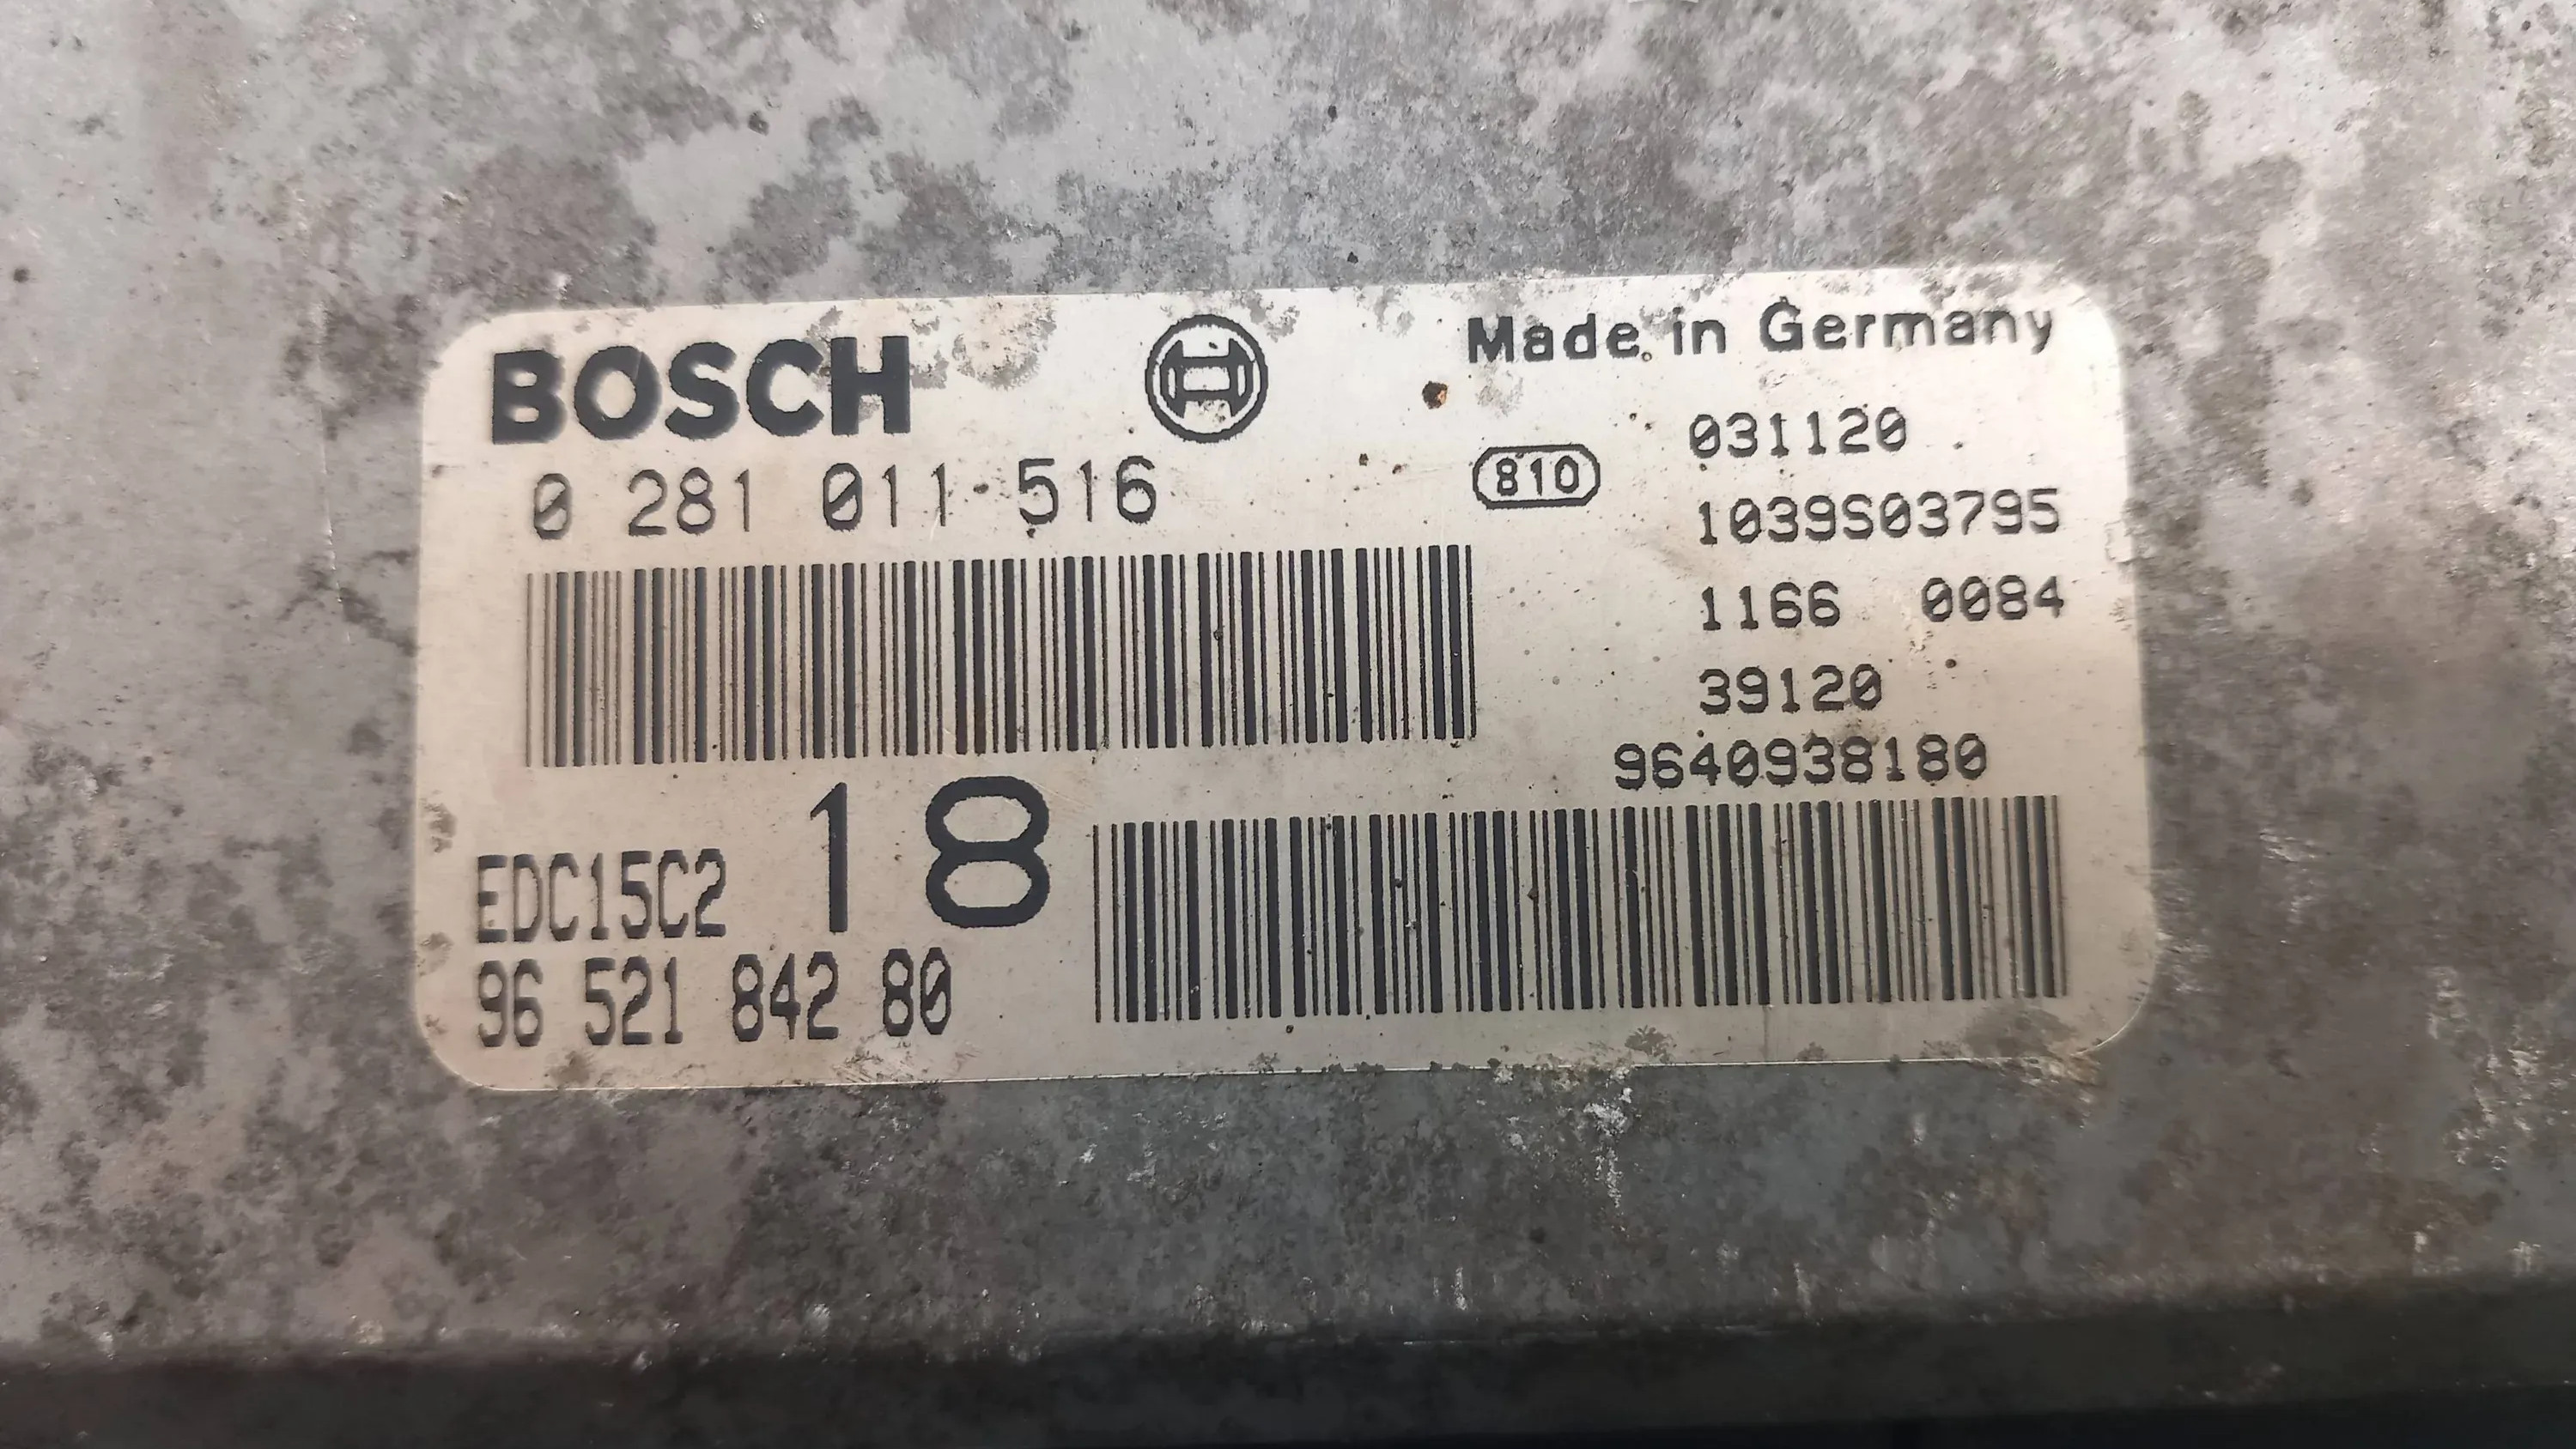 BOSCH
Made in Germany
0 281 011 516
810
031120
1039S03795
1166 0084
39120
9640938180
EDC15C2
18
96 521 842 80